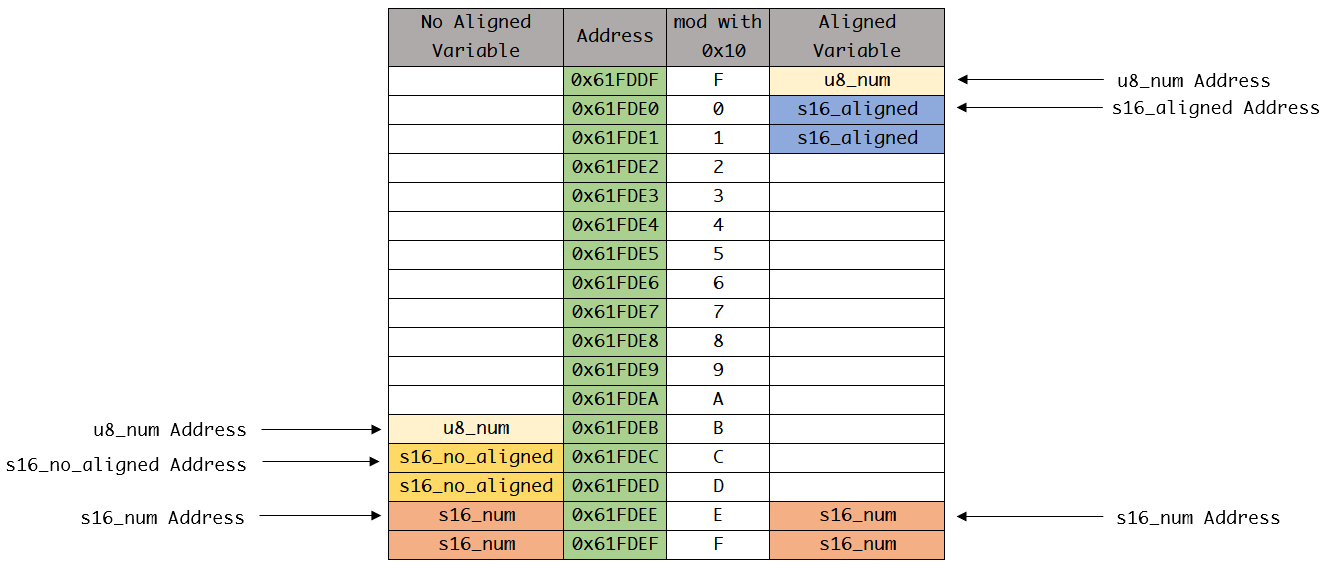 No Aligned Variable Address mod with 0x10 Aligned Variable
0x61FDDF F u8_num u8_num Address
0x61FDE0 0 s16_aligned s16_aligned Address
0x61FDE1 1 s16_aligned
0x61FDE2 2
0x61FDE3 3
0x61FDE4 4
0x61FDE5 5
0x61FDE6 6
0x61FDE7 7
0x61FDE8 8
0x61FDE9 9
0x61FDEA A
u8_num Address u8_num 0x61FDEB B
s16_no_aligned Address s16_no_aligned 0x61FDEC C
s16_no_aligned 0x61FDED D
s16_num Address s16_num 0x61FDEE E s16_num s16_num Address
s16_num 0x61FDEF F s16_num